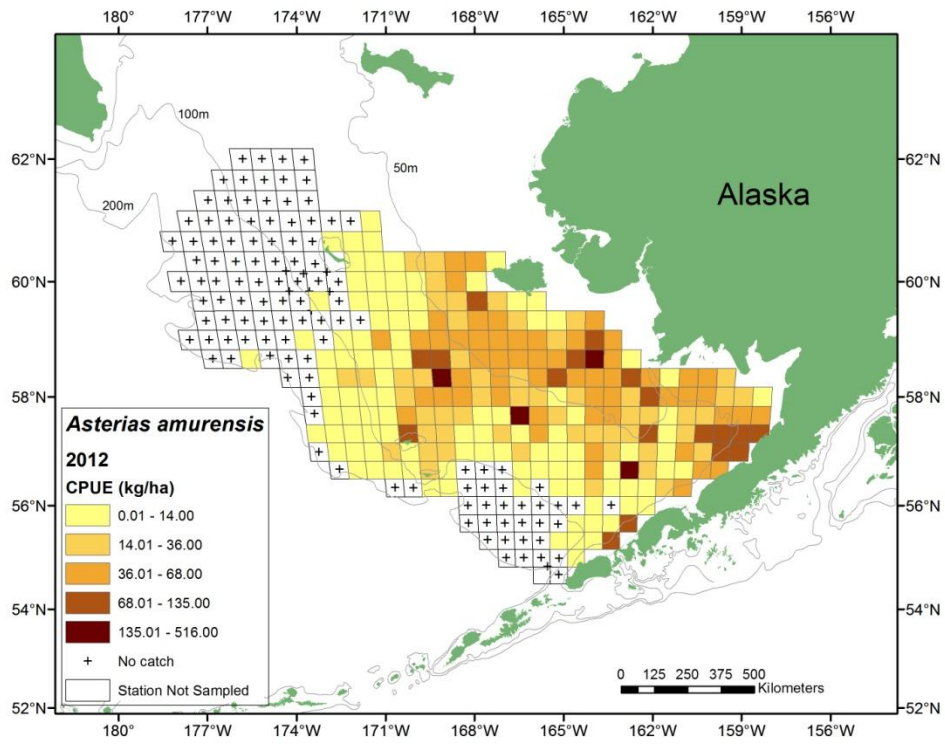 180° 177°W 174°W 171°W 168°W 165°W 162°W 159°W 156°W
100m
50m
62°N
62°N
200m
Alaska
60°N
60°N
58°N
58°N
Asterias amurensis
2012
CPUE (kg/ha)
0.01 - 14.00
14.01 - 36.00
36.01 - 68.00
68.01 - 135.00
135.01 - 516.00
No catch
Station Not Sampled
56°N
56°N
54°N
54°N
0 125 250 375 500
Kilometers
52°N
52°N
180° 177°W 174°W 171°W 168°W 165°W 162°W 159°W 156°W